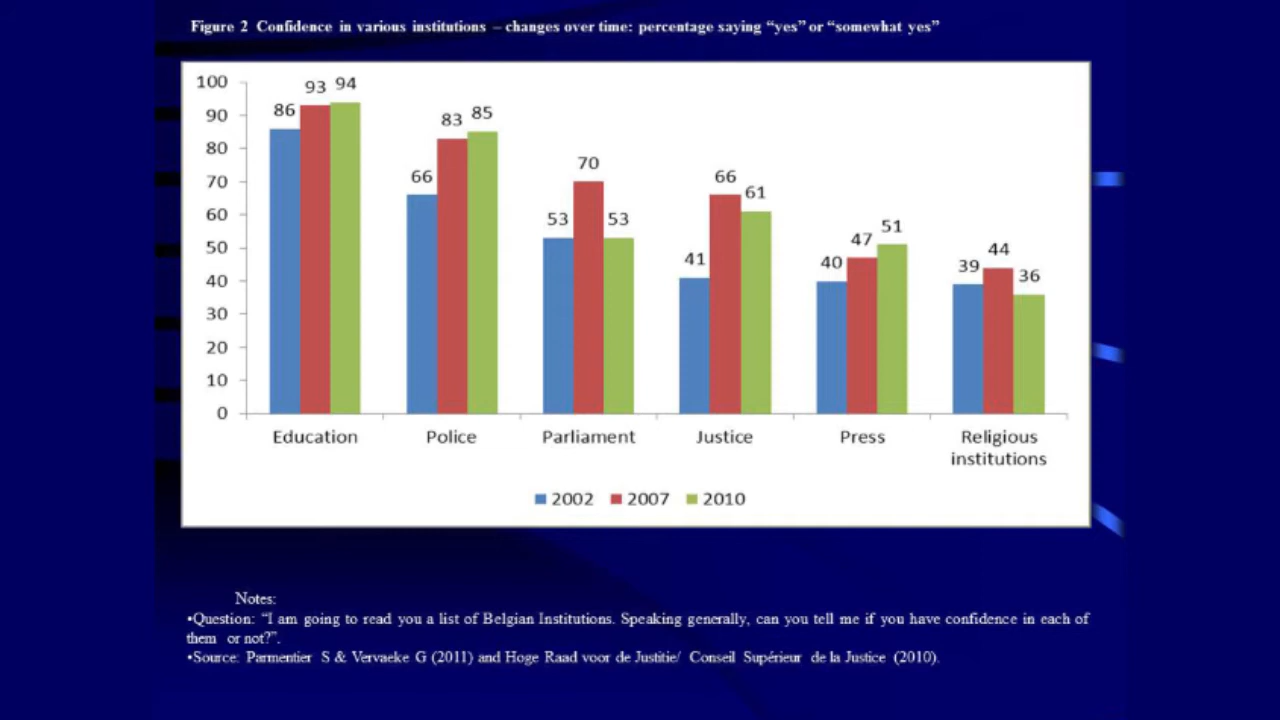 Figure 2 Confidence in various institutions – changes over time: percentage saying “yes” or “somewhat yes”
100
90
80
70
60
50
40
30
20
10
0
86 93 94
66 83 85
53 70 53
41 66 61
40 47 51
39 44 36
Education Police Parliament Justice Press Religious
institutions
2002 2007 2010
Notes:
•Question: “I am going to read you a list of Belgian Institutions. Speaking generally, can you tell me if you have confidence in each of
them or not?”.
•Source: Parmentier S & Vervaeke G (2011) and Hoge Raad voor de Justitie/ Conseil Supérieur de la Justice (2010).